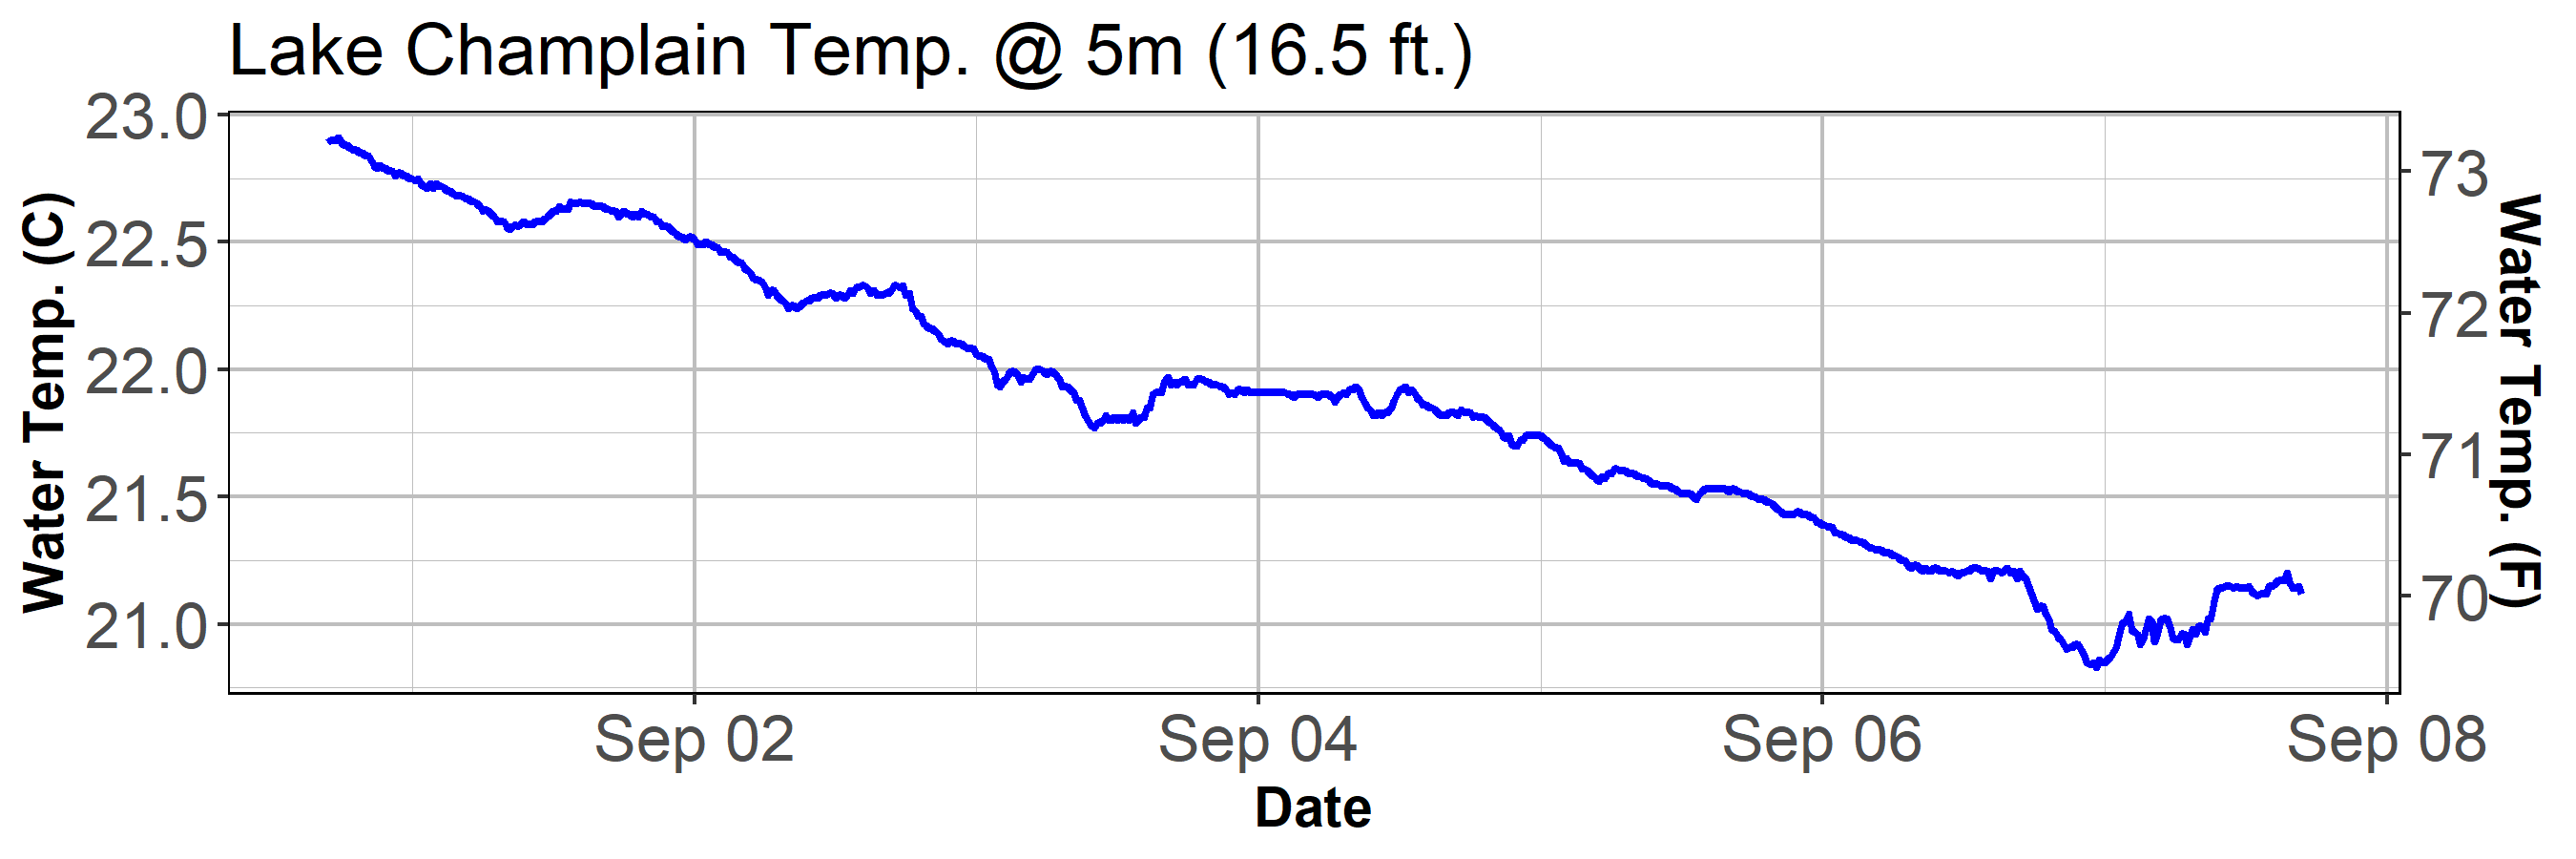 Lake Champlain Temp. @ 5m (16.5 ft.)
23.0
22.5
22.0
21.5
21.0
Water Temp. (C)
73
72
71
70
Water Temp. (F)
Sep 02 Sep 04 Sep 06 Sep 08
Date